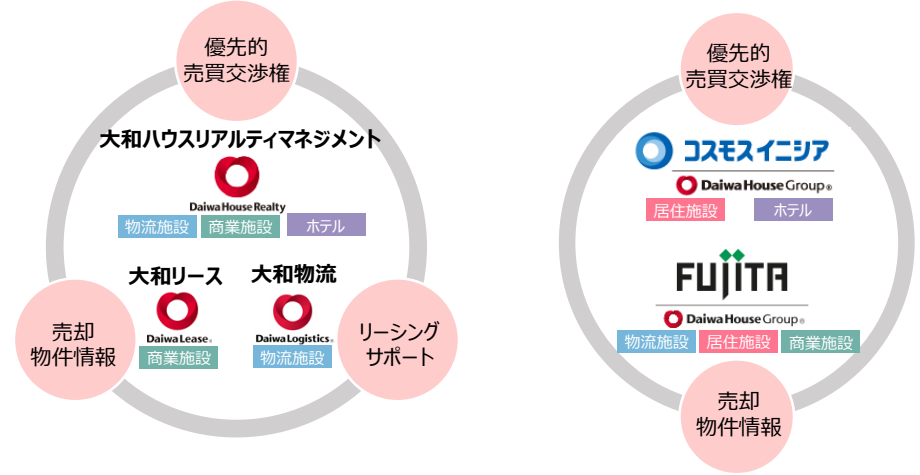 優先的
売買交渉権
大和ハウスリアルティマネジメント
Daiwa House Realty
物流施設
商業施設
ホテル
大和リース
Daiwa Lease®
商業施設
大和物流
Daiwa Logistics®
物流施設
売却
物件情報
リーシング
サポート
優先的
売買交渉権
コスモスイニシア
Daiwa House Group®
居住施設
ホテル
FUJITA
Daiwa House Group®
物流施設
居住施設
商業施設
売却
物件情報